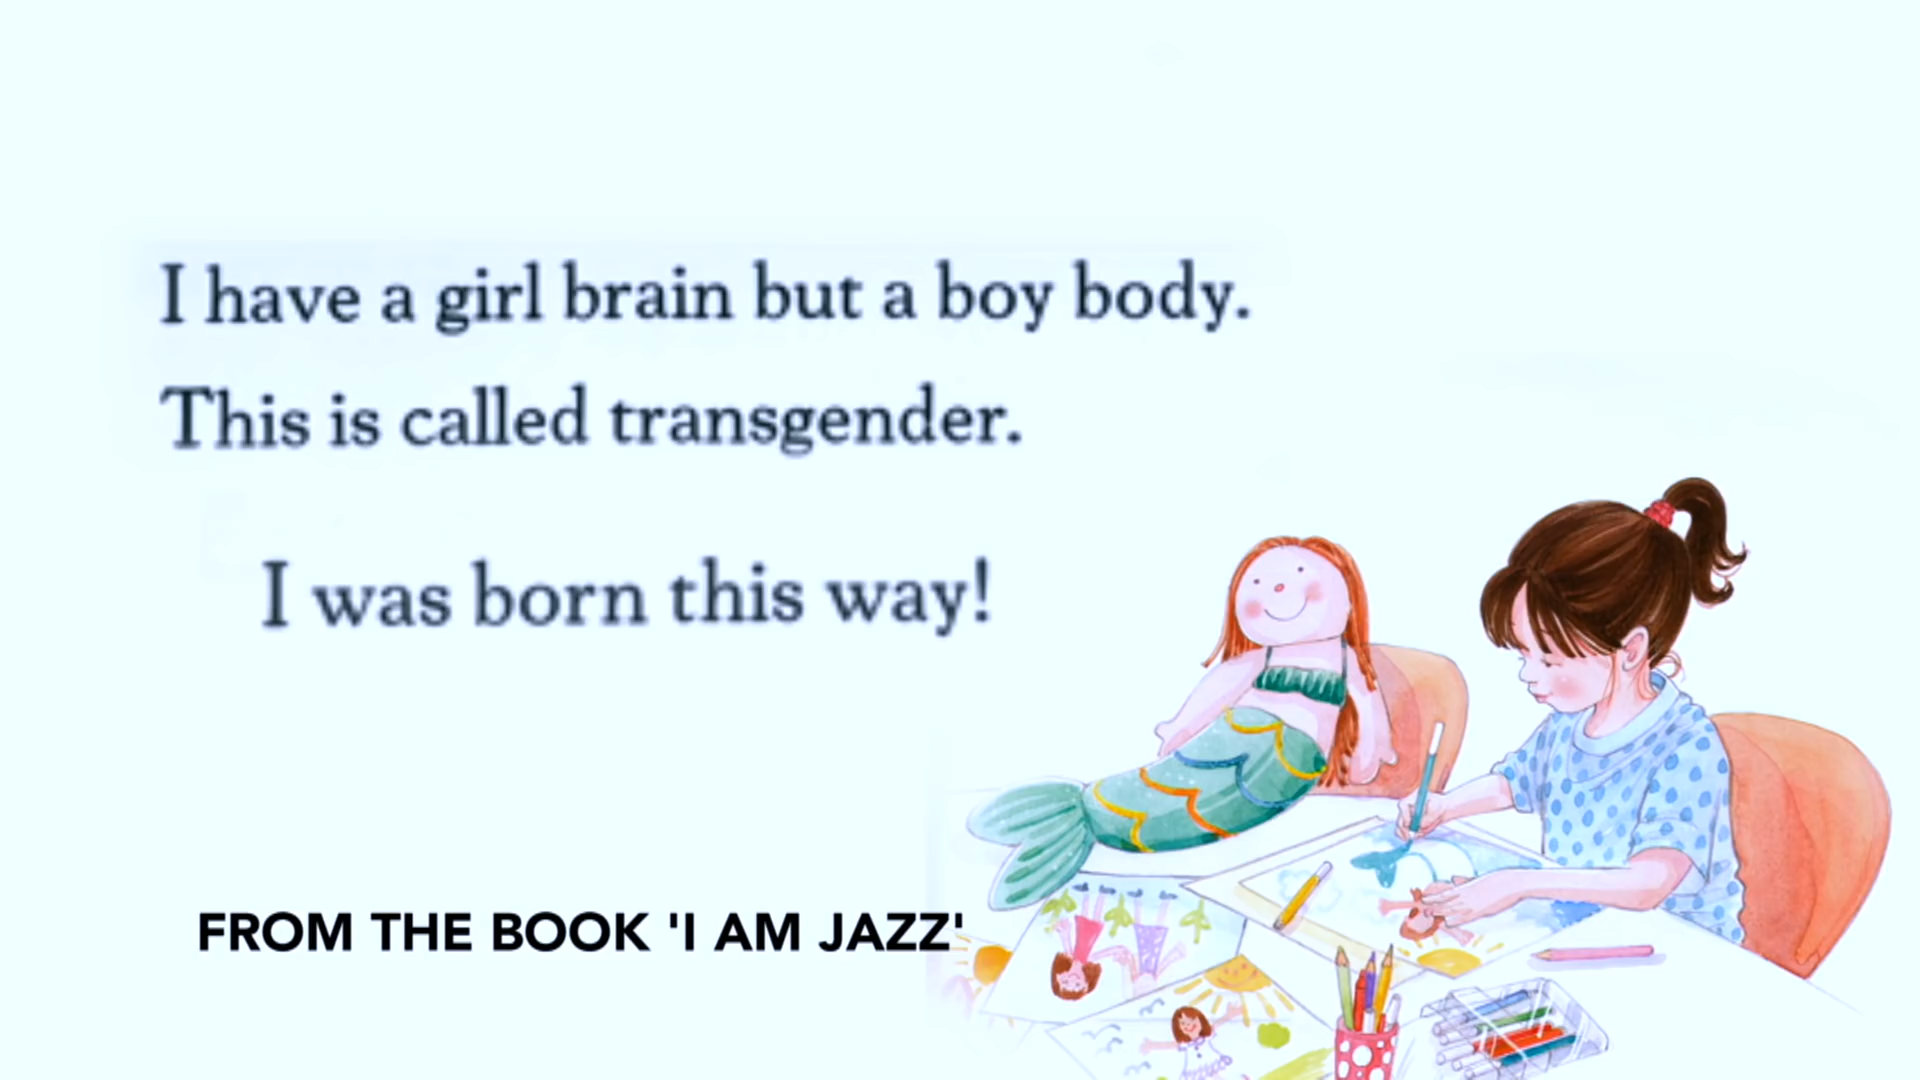 I have a girl brain but a boy body.
This is called transgender.
I was born this way!
FROM THE BOOK 'I AM JAZZ'